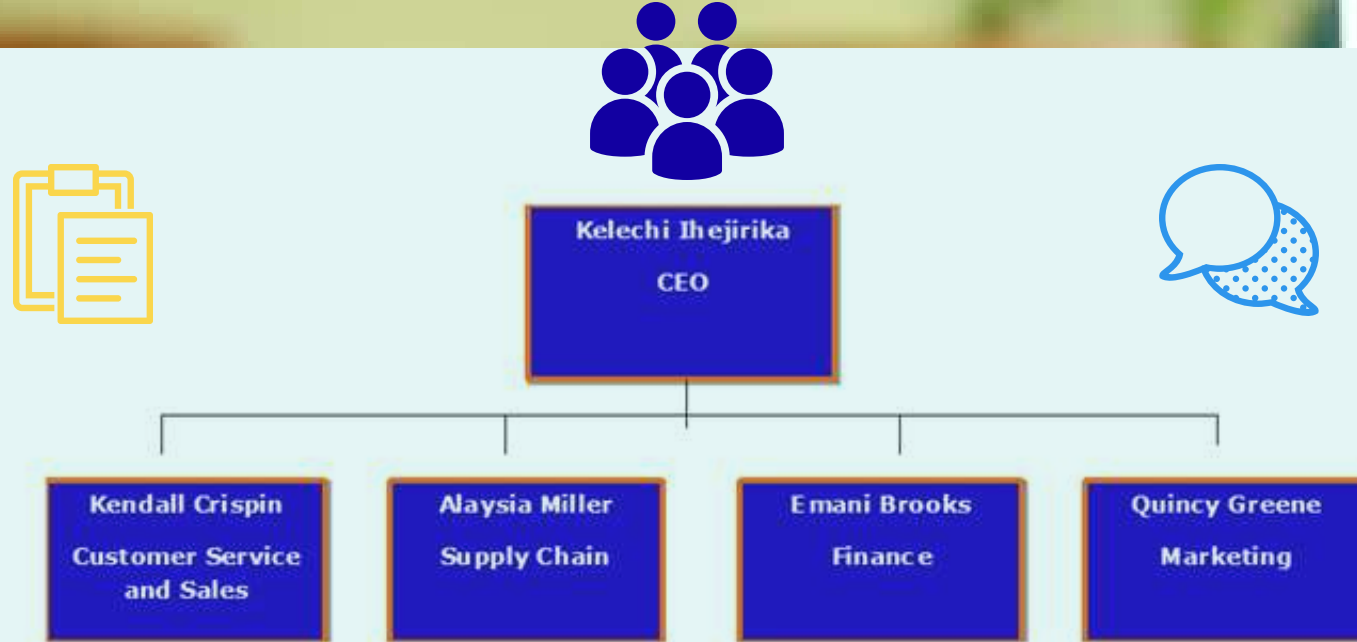 Kelechi Ihejirika
CEO
Kendall Crispin
Customer Service
and Sales
Alaysia Miller
Supply Chain
Emani Brooks
Finance
Quincy Greene
Marketing